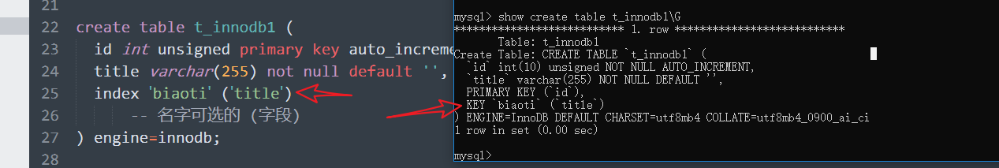 21
22 create table t_innodb1 (
23 id int unsigned primary key auto_increme
24 title varchar(255) not null default '',
25 index `biaoti` (`title`)
26 -- 名字可选的 (字段)
27 ) engine=innodb;
28
mysql> show create table t_innodb1\G
*************************** 1. row ***************************
Table: t_innodb1
Create Table: CREATE TABLE `t_innodb1` (
`id` int(10) unsigned NOT NULL AUTO_INCREMENT,
`title` varchar(255) NOT NULL DEFAULT '',
PRIMARY KEY (`id`),
KEY `biaoti` (`title`)
) ENGINE=InnoDB DEFAULT CHARSET=utf8mb4 COLLATE=utf8mb4_0900_ai_ci
1 row in set (0.00 sec)
mysql>